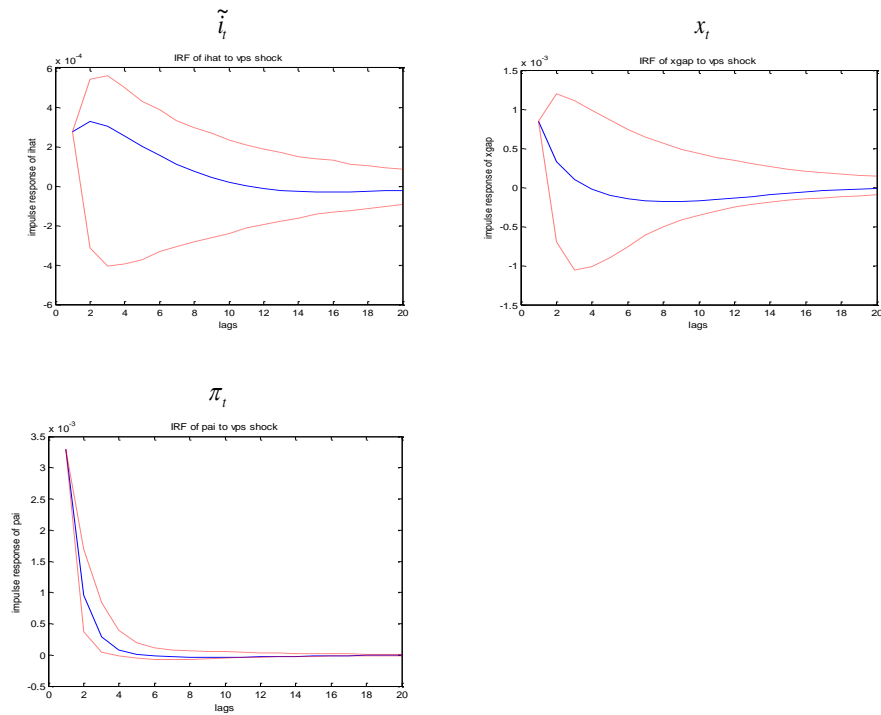 ĩₜ
xₜ
x 10⁻⁴
IRF of ihat to vps shock
6
4
2
0
-2
-4
-6
impulse response of ihat
0 2 4 6 8 10 12 14 16 18 20
lags
x 10⁻³
IRF of xgap to vps shock
1.5
1
0.5
0
-0.5
-1
-1.5
impulse response of xgap
0 2 4 6 8 10 12 14 16 18 20
lags
πₜ
x 10⁻³
IRF of pai to vps shock
3.5
3
2.5
2
1.5
1
0.5
0
-0.5
impulse response of pai
0 2 4 6 8 10 12 14 16 18 20
lags